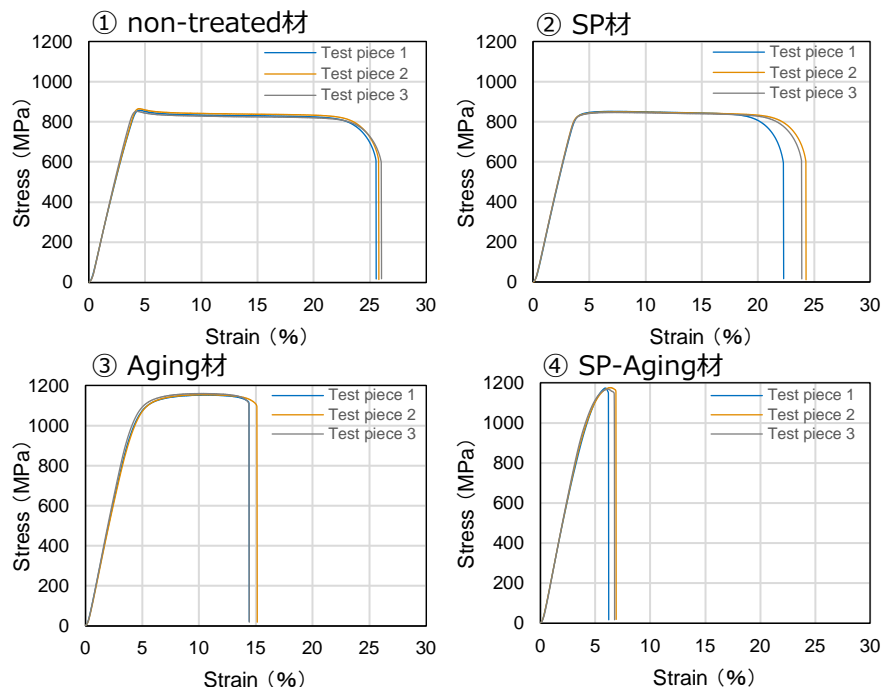 ① non-treated材
1200
1000
800
600
400
200
0
Stress（MPa）
Test piece 1
Test piece 2
Test piece 3
0 5 10 15 20 25 30
Strain（%）
② SP材
1200
1000
800
600
400
200
0
Stress（MPa）
Test piece 1
Test piece 2
Test piece 3
0 5 10 15 20 25 30
Strain（%）
③ Aging材
1200
1000
800
600
400
200
0
Stress（MPa）
Test piece 1
Test piece 2
Test piece 3
0 5 10 15 20 25 30
Strain（%）
④ SP-Aging材
1200
1000
800
600
400
200
0
Stress（MPa）
Test piece 1
Test piece 2
Test piece 3
0 5 10 15 20 25 30
Strain（%）